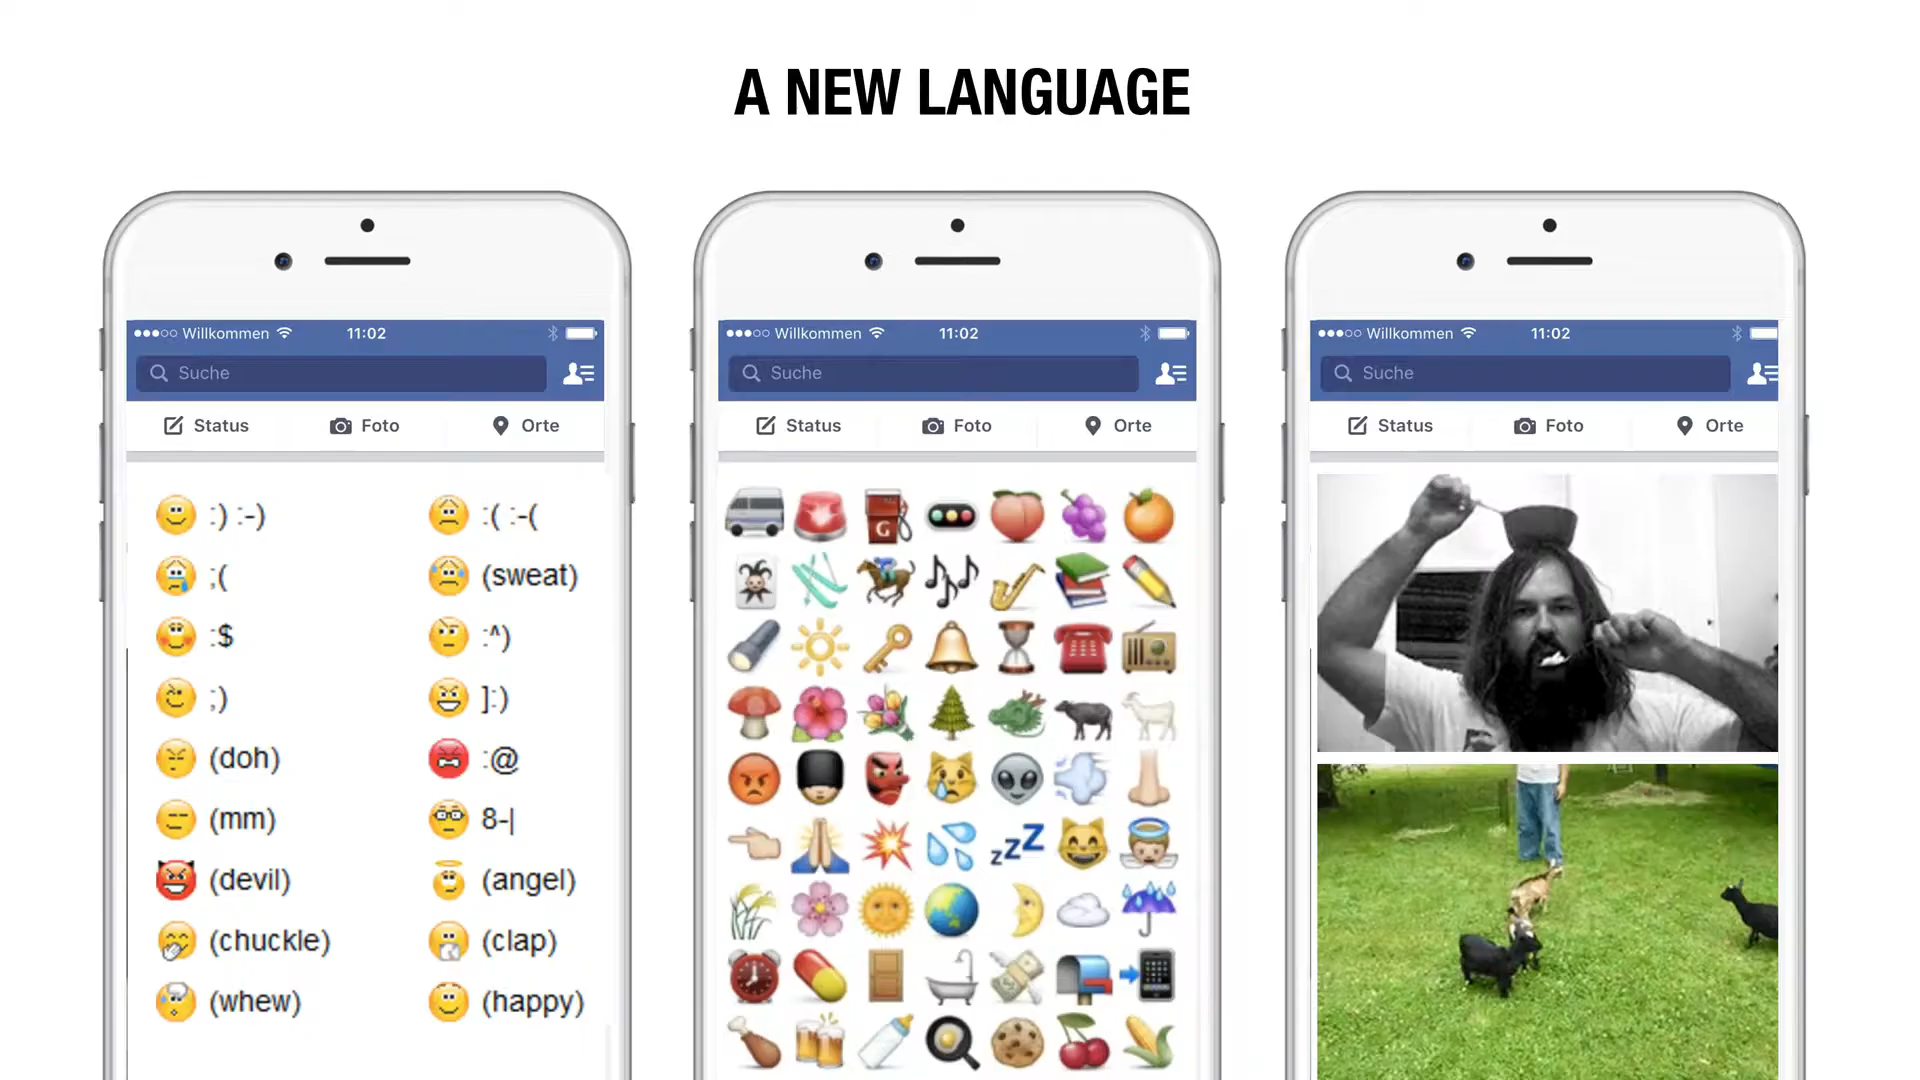 A NEW LANGUAGE
Willkommen 11:02
Suche
Status Foto Orte
:) :-) :( :-(
;( (sweat)
:$ :^)
;) ]:)
(doh) :@
(mm) 8-|
(devil) (angel)
(chuckle) (clap)
(whew) (happy)
Willkommen 11:02
Suche
Status Foto Orte
G
zzZ
Willkommen 11:02
Suche
Status Foto Orte